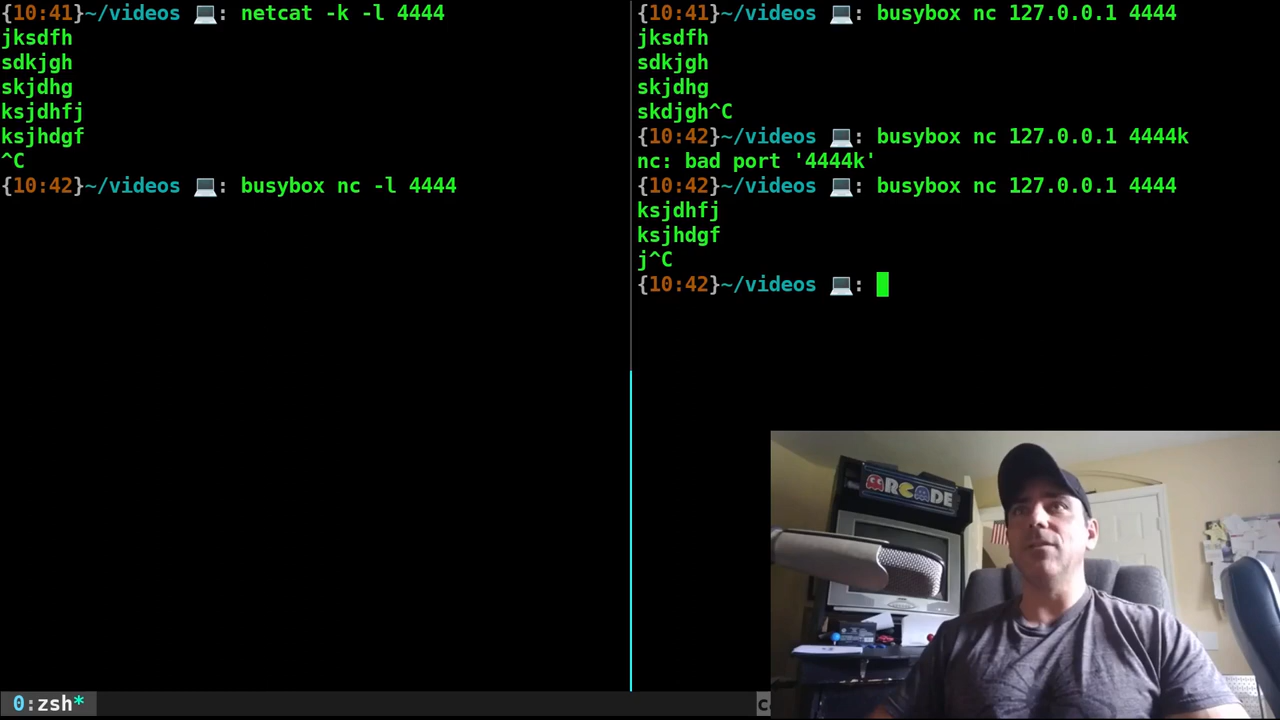 {10:41}~/videos 💻: netcat -k -l 4444
jksdfh
sdkjgh
skjdhg
ksjdhfj
ksjhdgf
^C
{10:42}~/videos 💻: busybox nc -l 4444
{10:41}~/videos 💻: busybox nc 127.0.0.1 4444
jksdfh
sdkjgh
skjdhg
skdjgh^C
{10:42}~/videos 💻: busybox nc 127.0.0.1 4444k
nc: bad port '4444k'
{10:42}~/videos 💻: busybox nc 127.0.0.1 4444
ksjdhfj
ksjhdgf
j^C
{10:42}~/videos 💻:
ARCADE
0:zsh*